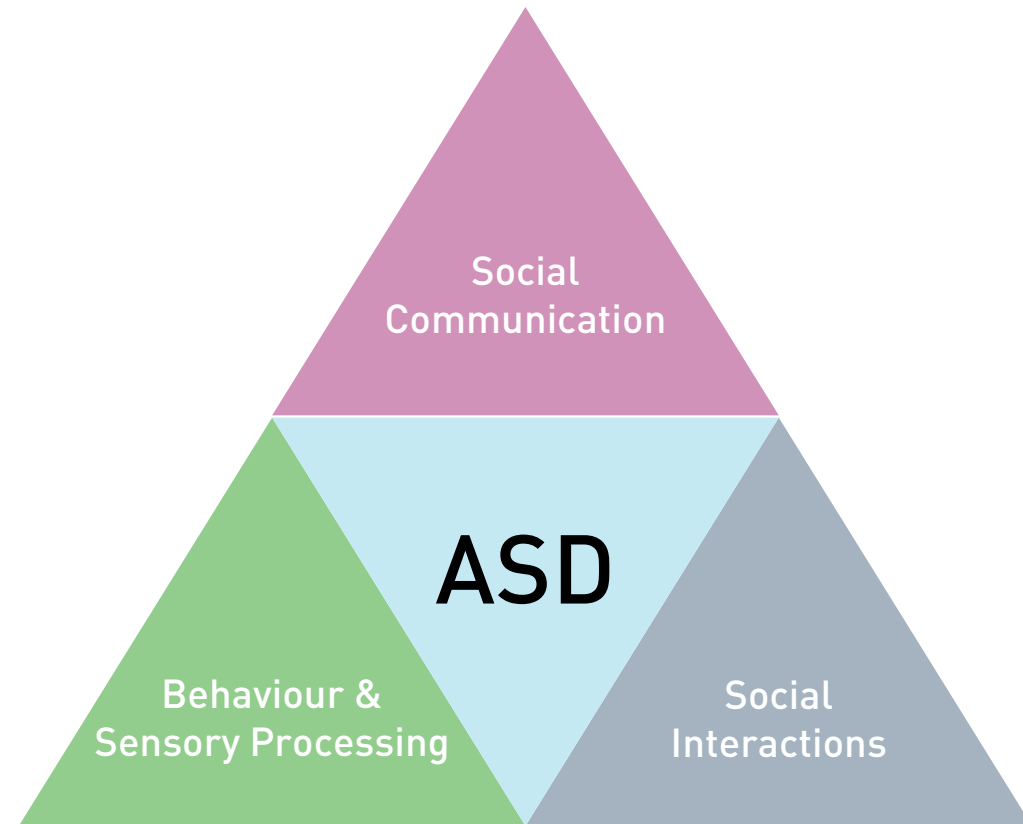 Social
Communication
ASD
Behaviour &
Sensory Processing
Social
Interactions